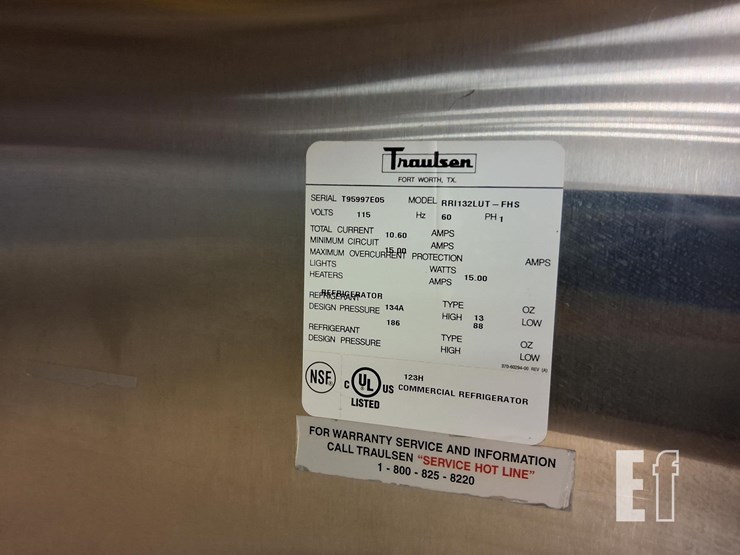 Traulsen
FORT WORTH, TX.
SERIAL T95997E05 MODEL RRI132LUT-FHS
VOLTS 115 Hz 60 PH 1
TOTAL CURRENT 10.60 AMPS
MINIMUM CIRCUIT 15.00 AMPS
MAXIMUM OVERCURRENT PROTECTION AMPS
LIGHTS WATTS 15.00
HEATERS AMPS
REFRIGERATOR
REFRIGERANT 134A TYPE OZ
DESIGN PRESSURE 186 HIGH 13 88 LOW
REFRIGERANT TYPE OZ
DESIGN PRESSURE HIGH LOW
NSF
C UL US
LISTED
123H
COMMERCIAL REFRIGERATOR
FOR WARRANTY SERVICE AND INFORMATION
CALL TRAULSEN "SERVICE HOT LINE"
1 - 800 - 825 - 8220
Ef